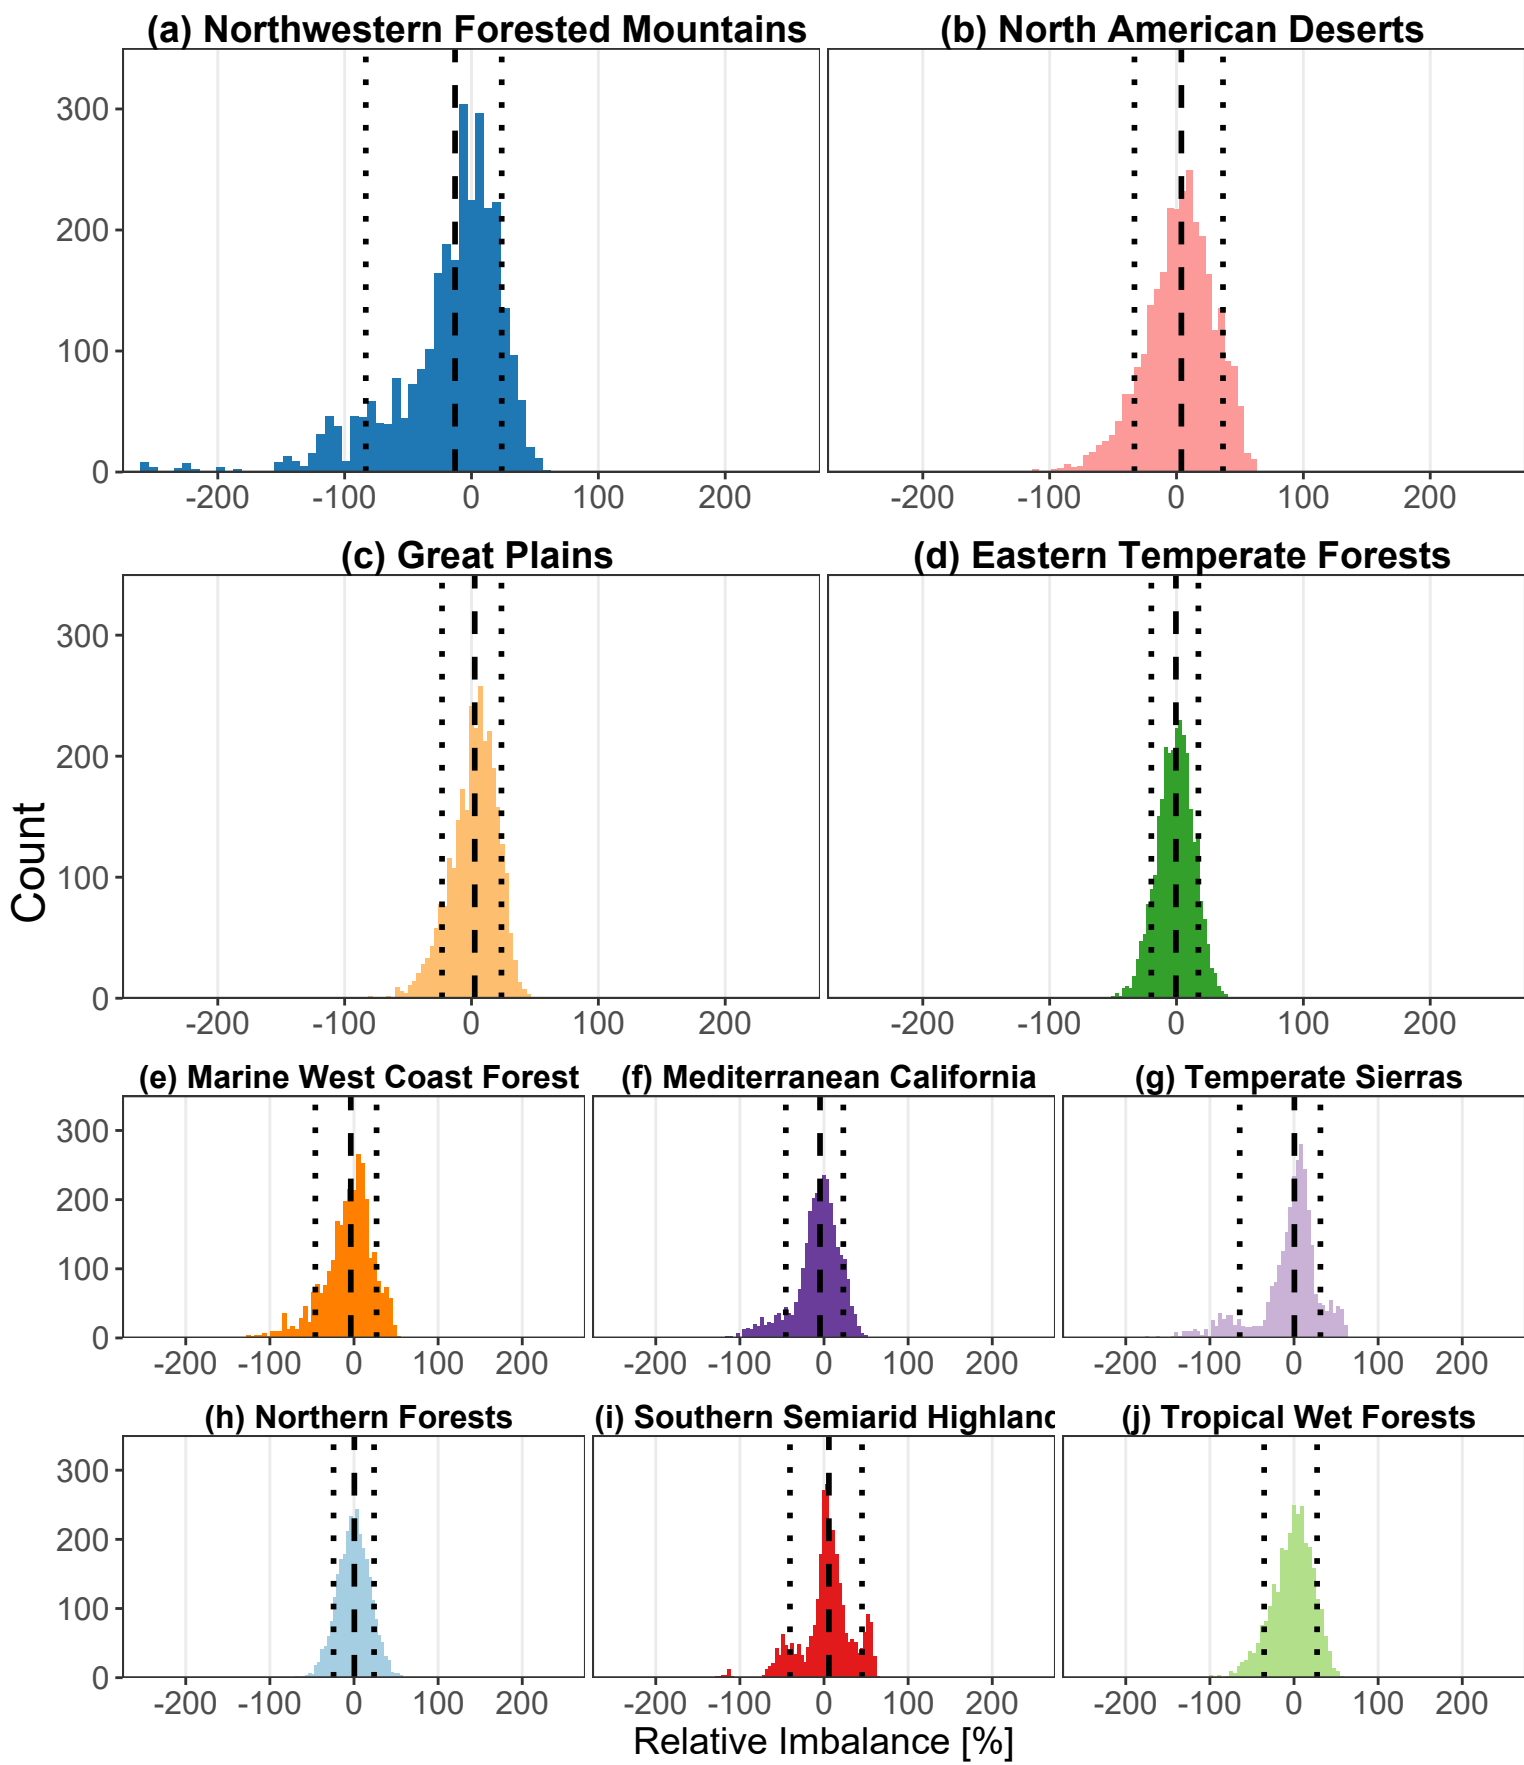 (a) Northwestern Forested Mountains
(b) North American Deserts
300
200
100
0
-200 -100 0 100 200
-200 -100 0 100 200
(c) Great Plains
(d) Eastern Temperate Forests
300
200
100
0
-200 -100 0 100 200
-200 -100 0 100 200
Count
(e) Marine West Coast Forest
(f) Mediterranean California
(g) Temperate Sierras
300
200
100
0
-200 -100 0 100 200
-200 -100 0 100 200
-200 -100 0 100 200
(h) Northern Forests
(i) Southern Semiarid Highland
(j) Tropical Wet Forests
300
200
100
0
-200 -100 0 100 200
-200 -100 0 100 200
-200 -100 0 100 200
Relative Imbalance [%]